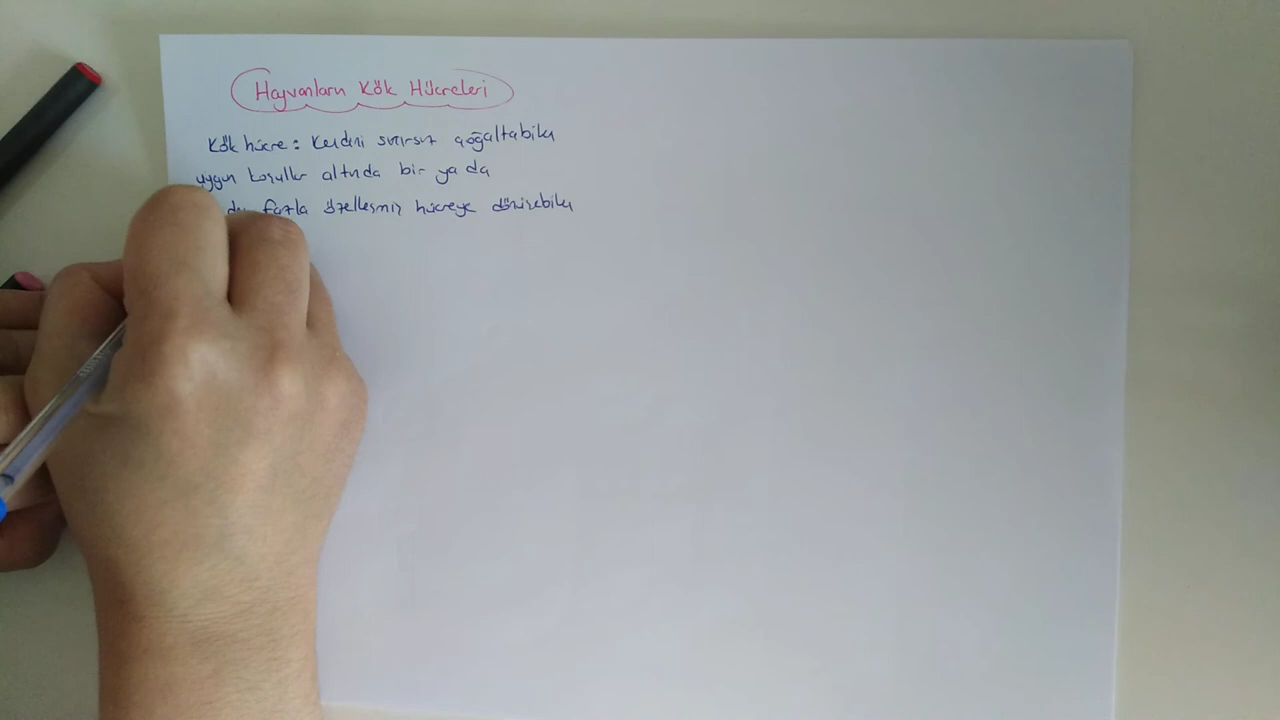 Hayvanların Kök Hücreleri
Kök hücre: Kendini sınırsız çoğaltabilen
uygun koşullar altında bir ya da
fazla özelleşmiş hücreye dönüşebilen